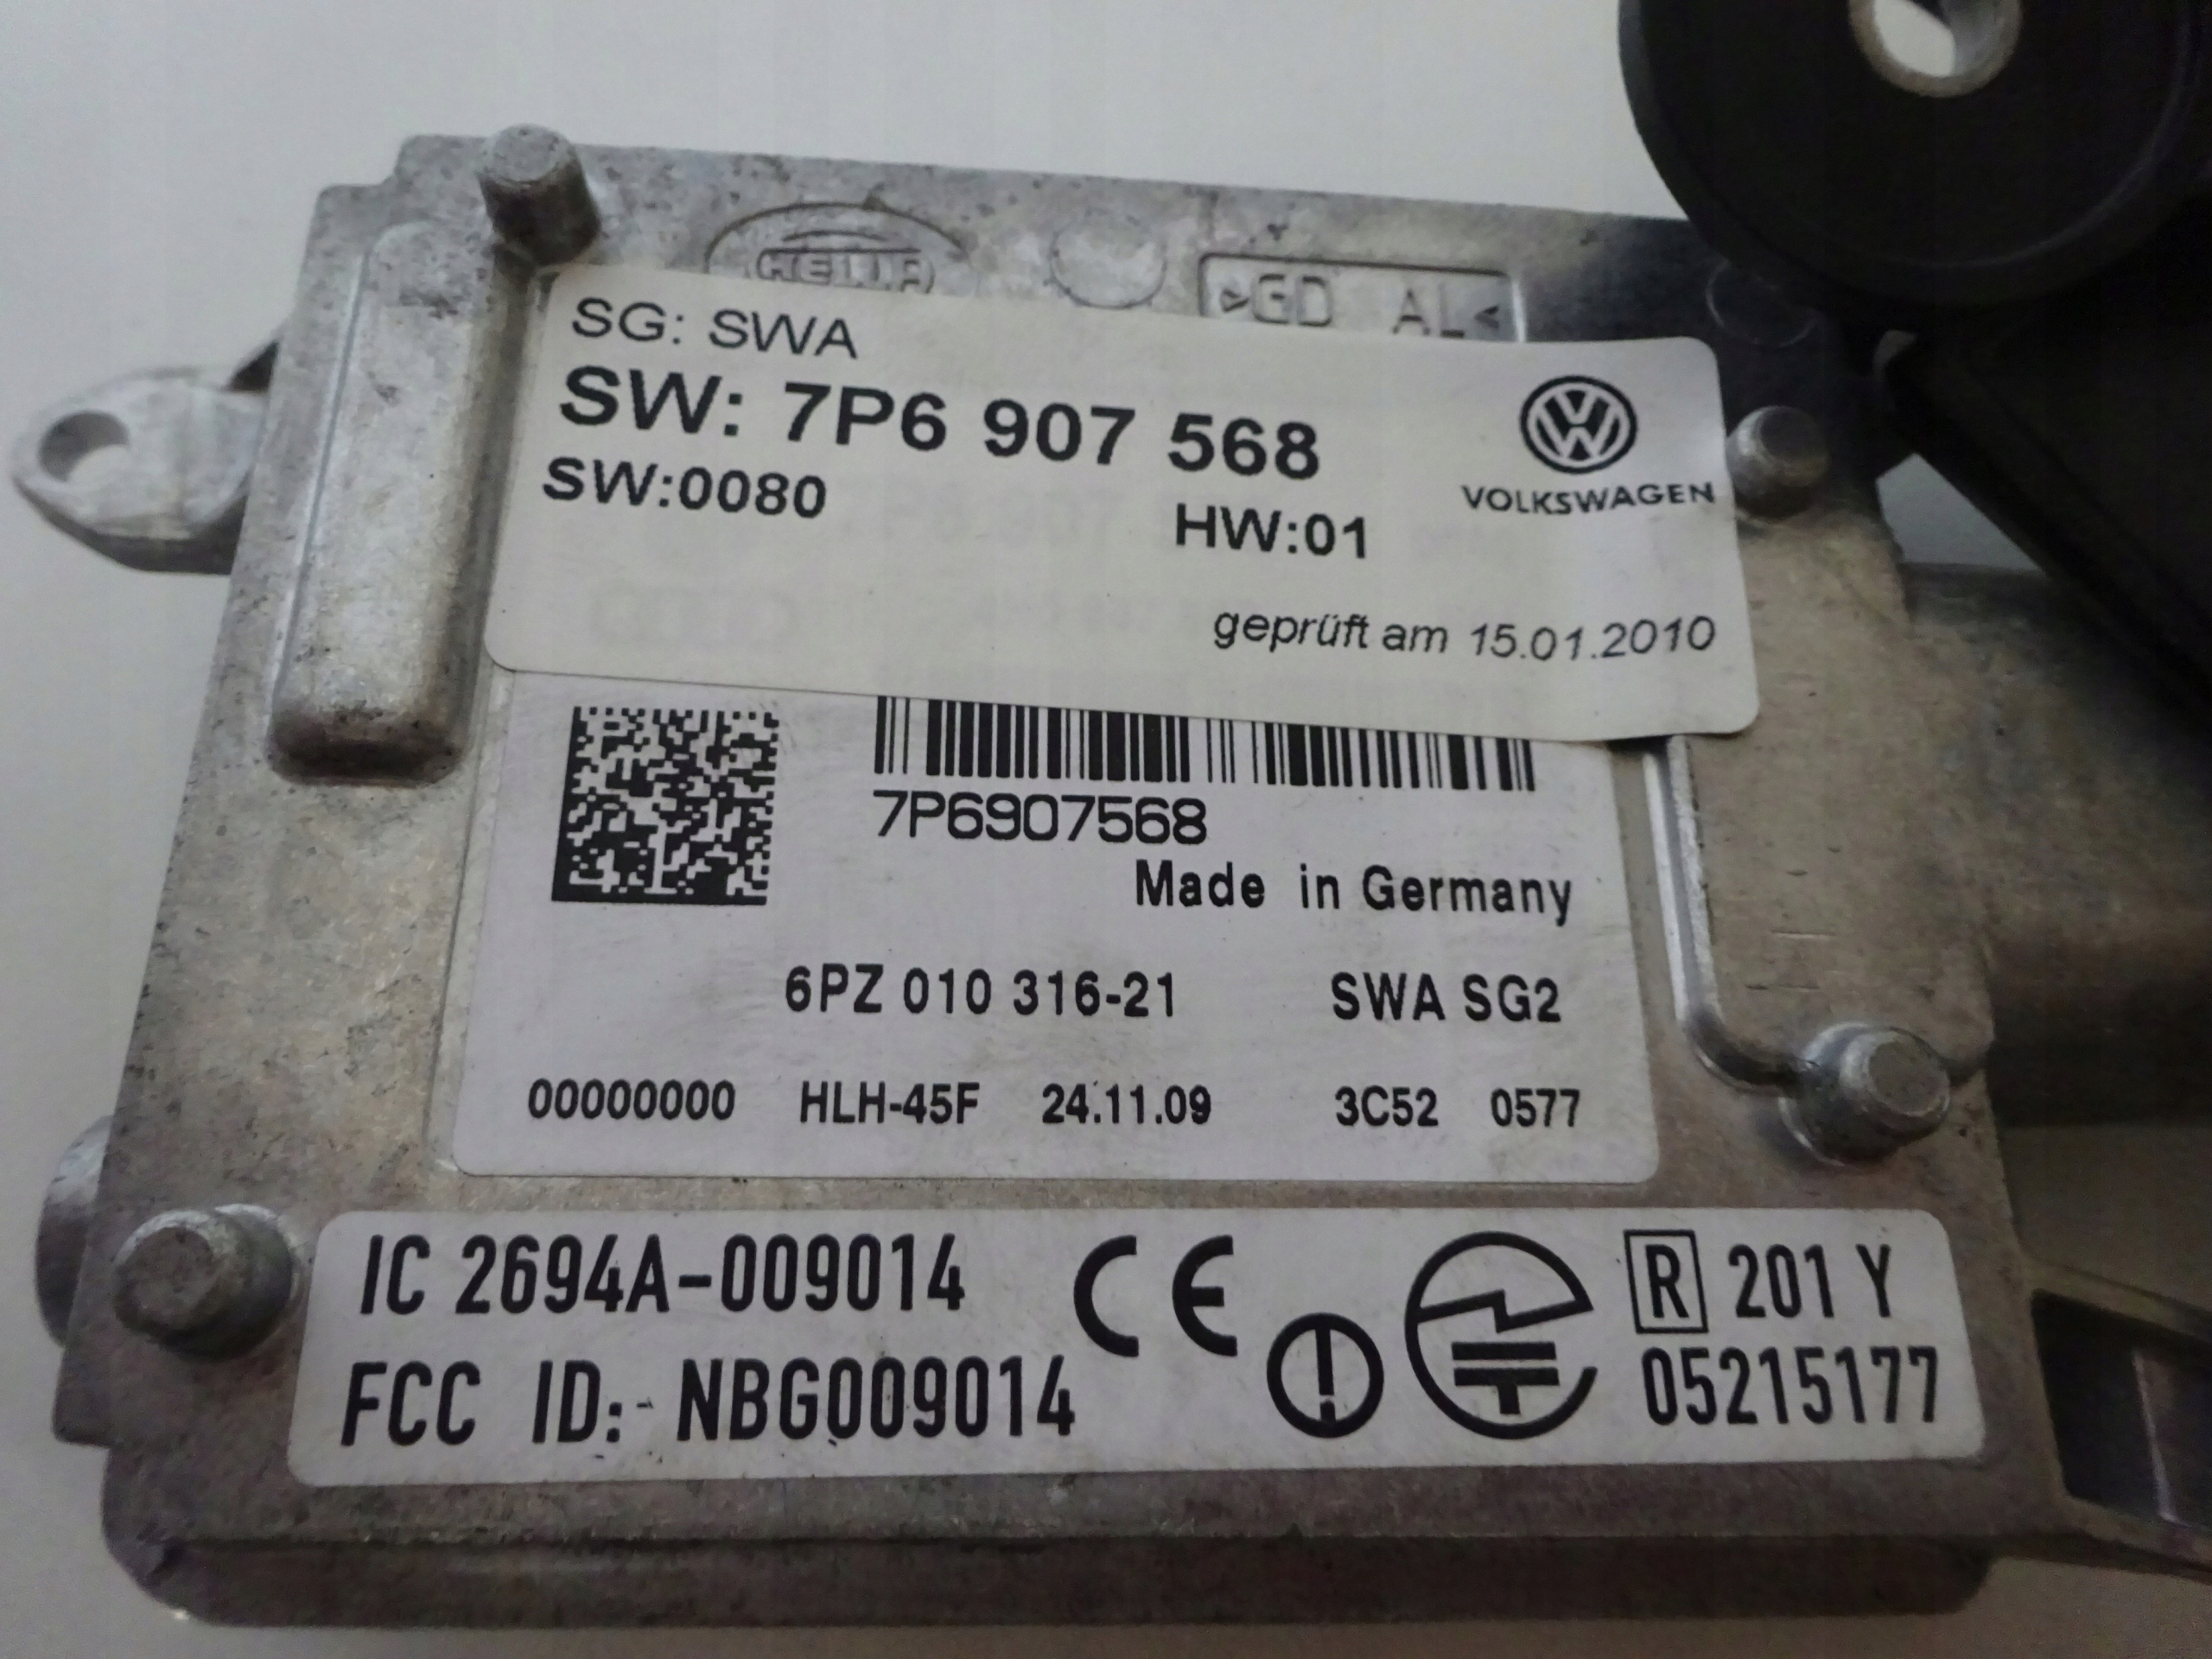 HELLA
>GD AL<
SG: SWA
SW: 7P6 907 568
SW:0080
HW:01
VOLKSWAGEN
geprüft am 15.01.2010
7P6907568
Made in Germany
6PZ 010 316-21 SWA SG2
00000000 HLH-45F 24.11.09 3C52 0577
IC 2694A-009014 CE R 201 Y
FCC ID: NBG009014 05215177